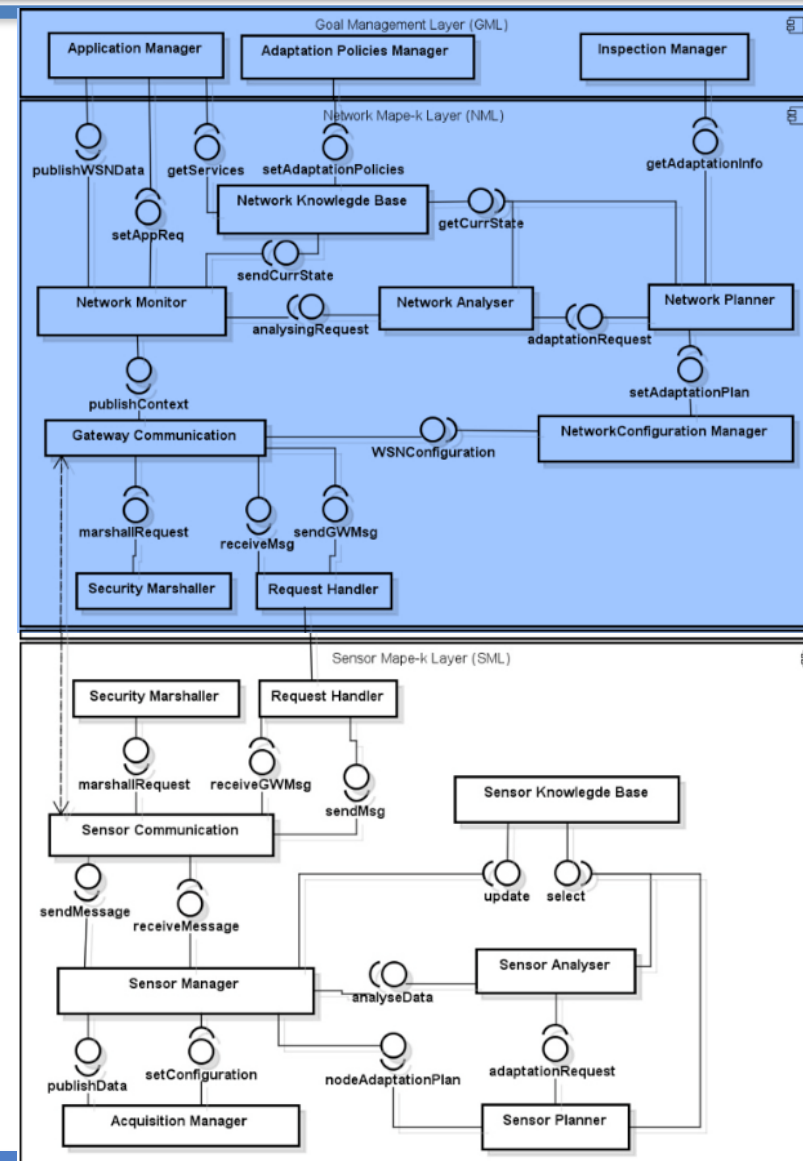 Goal Management Layer (GML)
Application Manager
Adaptation Policies Manager
Inspection Manager
Network Mape-k Layer (NML)
publishWSNData
getServices
setAdaptationPolicies
getAdaptationInfo
setAppReq
Network Knowlegde Base
getCurrState
sendCurrState
Network Monitor
Network Analyser
Network Planner
analysingRequest
adaptationRequest
publishContext
setAdaptationPlan
Gateway Communication
NetworkConfiguration Manager
WSNConfiguration
marshallRequest
receiveMsg
sendGWMsg
Security Marshaller
Request Handler
Sensor Mape-k Layer (SML)
Security Marshaller
Request Handler
marshallRequest
receiveGWMsg
sendMsg
Sensor Knowlegde Base
Sensor Communication
update
select
sendMessage
receiveMessage
Sensor Manager
Sensor Analyser
analyseData
publishData
setConfiguration
nodeAdaptationPlan
adaptationRequest
Acquisition Manager
Sensor Planner